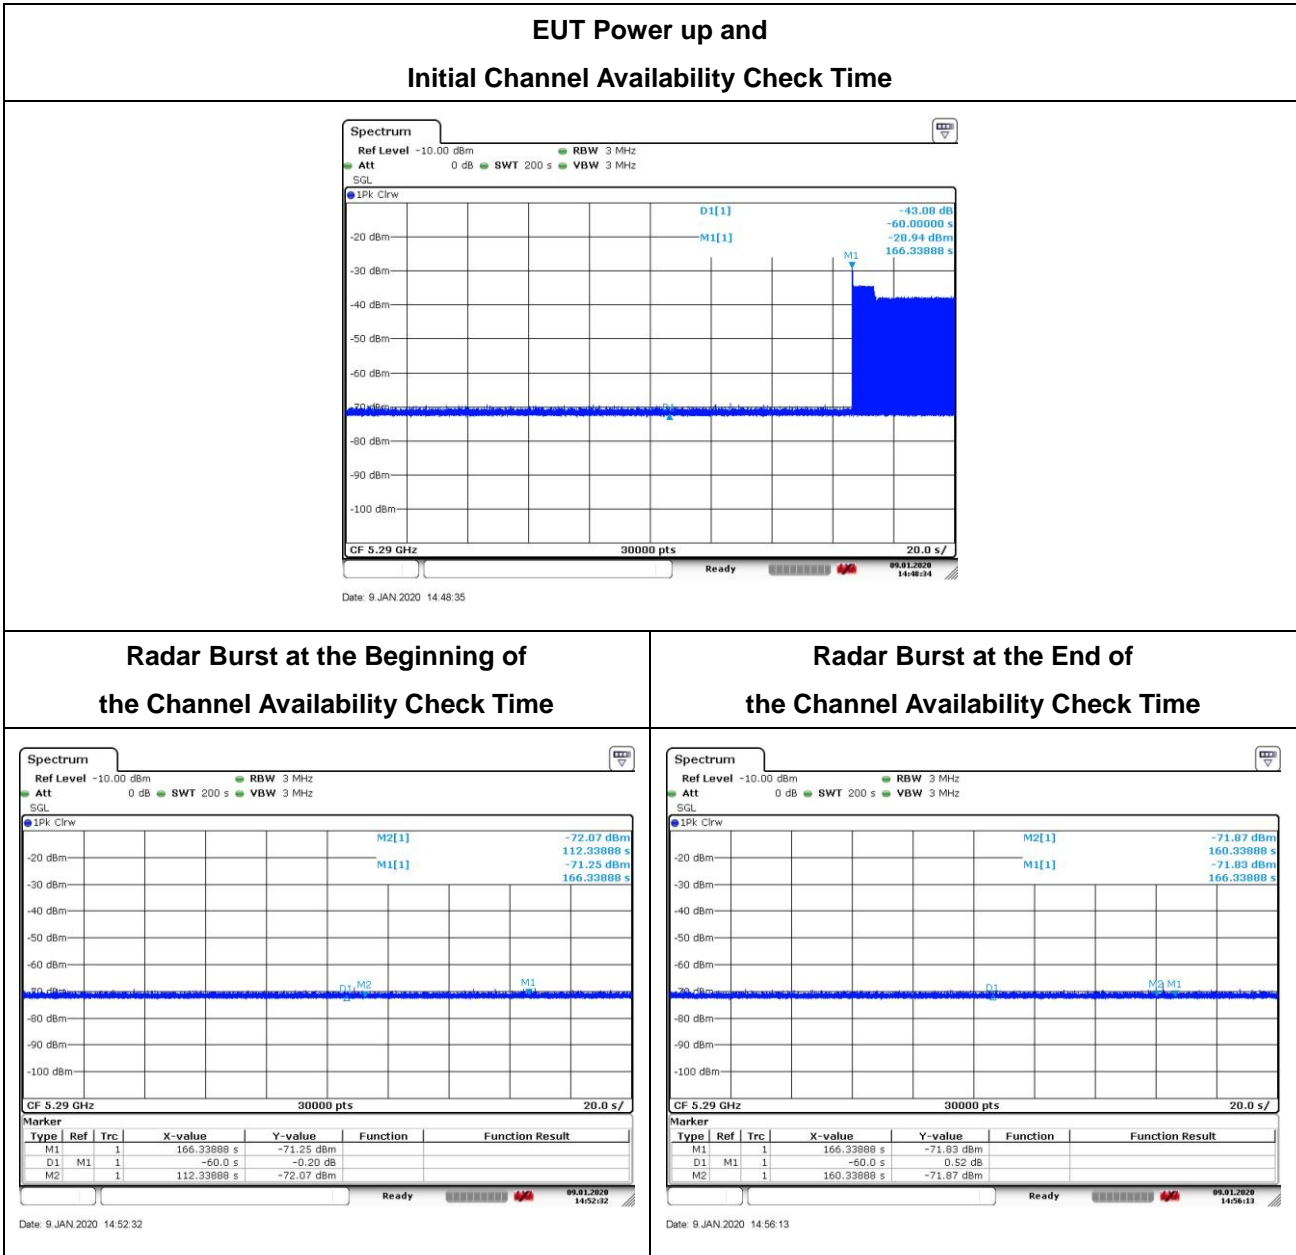 EUT Power up and
Initial Channel Availability Check Time
Spectrum
Ref Level -10.00 dBm RBW 3 MHz
Att 0 dB SWT 200 s VBW 3 MHz
SGL
1Pk Clrw
D1[1] -43.08 dB
-60.00000 s
M1[1] -28.94 dBm
166.33888 s
M1
-20 dBm
-30 dBm
-40 dBm
-50 dBm
-60 dBm
-70 dBm
D1
-80 dBm
-90 dBm
-100 dBm
CF 5.29 GHz 30000 pts 20.0 s/
Ready 09.01.2020
14:48:34
Date: 9.JAN.2020 14:48:35
Radar Burst at the Beginning of
the Channel Availability Check Time
Spectrum
Ref Level -10.00 dBm RBW 3 MHz
Att 0 dB SWT 200 s VBW 3 MHz
SGL
1Pk Clrw
M2[1] -72.07 dBm
112.33888 s
M1[1] -71.25 dBm
166.33888 s
-20 dBm
-30 dBm
-40 dBm
-50 dBm
-60 dBm
D1 M2 M1
-70 dBm
-80 dBm
-90 dBm
-100 dBm
CF 5.29 GHz 30000 pts 20.0 s/
Marker
Type Ref Trc X-value Y-value Function Function Result
M1 1 166.33888 s -71.25 dBm
D1 M1 1 -60.0 s -0.20 dB
M2 1 112.33888 s -72.07 dBm
Ready 09.01.2020
14:52:32
Date: 9.JAN.2020 14:52:32
Radar Burst at the End of
the Channel Availability Check Time
Spectrum
Ref Level -10.00 dBm RBW 3 MHz
Att 0 dB SWT 200 s VBW 3 MHz
SGL
1Pk Clrw
M2[1] -71.87 dBm
160.33888 s
M1[1] -71.83 dBm
166.33888 s
-20 dBm
-30 dBm
-40 dBm
-50 dBm
-60 dBm
D1 M2 M1
-70 dBm
-80 dBm
-90 dBm
-100 dBm
CF 5.29 GHz 30000 pts 20.0 s/
Marker
Type Ref Trc X-value Y-value Function Function Result
M1 1 166.33888 s -71.83 dBm
D1 M1 1 -60.0 s 0.52 dB
M2 1 160.33888 s -71.87 dBm
Ready 09.01.2020
14:56:13
Date: 9.JAN.2020 14:56:13